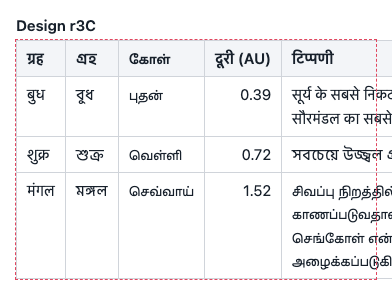 Design r3C
ग्रह গ্রহ கோள் दूरी (AU) टिप्पणी
बुध বুধ புதன் 0.39 सूर्य के सबसे निकट
सौरमंडल का सबसे
शुक्र শুক্র வெள்ளி 0.72 সবচেয়ে উজ্জ্বল
मंगल মঙ্গল செவ்வாய் 1.52 சிவப்பு நிறத்தில்
காணப்படுவதா
செங்கோள் என்
அழைக்கப்படுகி